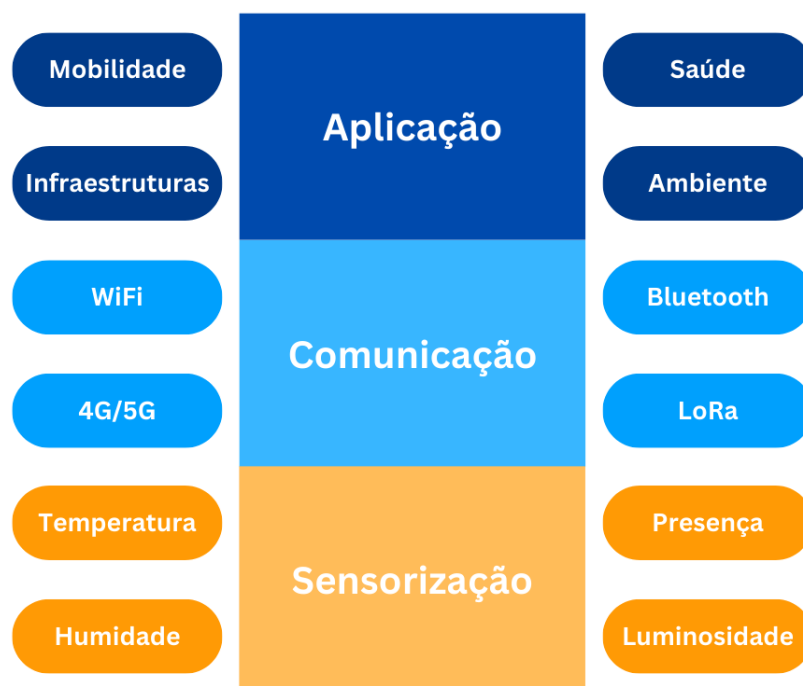 Mobilidade
Aplicação
Saúde
Infraestruturas
Ambiente
WiFi
Comunicação
Bluetooth
4G/5G
LoRa
Temperatura
Sensorização
Presença
Humidade
Luminosidade